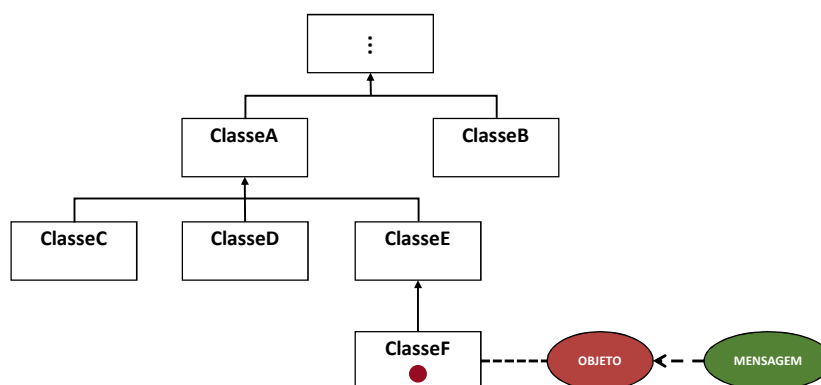 ⋮
ClasseA
ClasseB
ClasseC
ClasseD
ClasseE
ClasseF
OBJETO
MENSAGEM